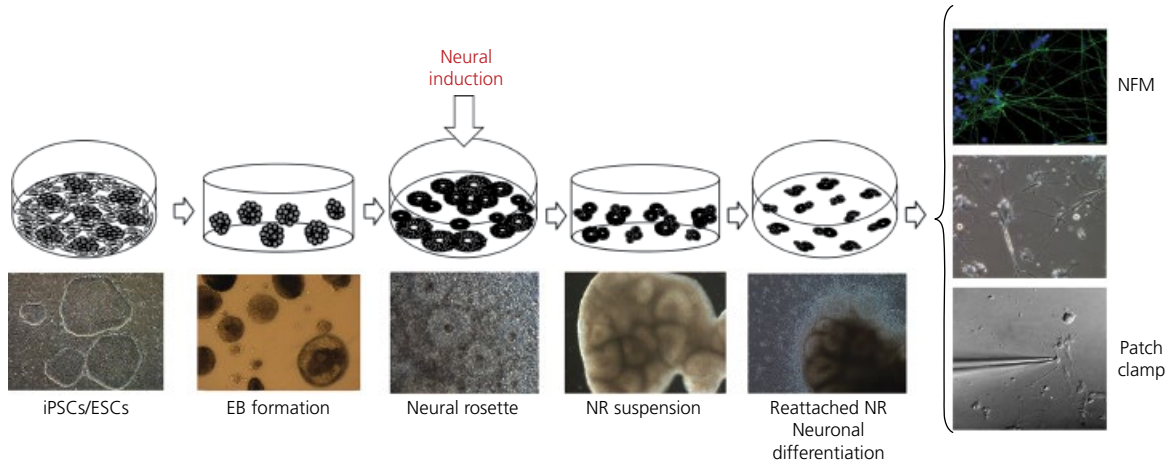 Neural
induction
iPSCs/ESCs
EB formation
Neural rosette
NR suspension
Reattached NR
Neuronal
differentiation
NFM
Patch
clamp